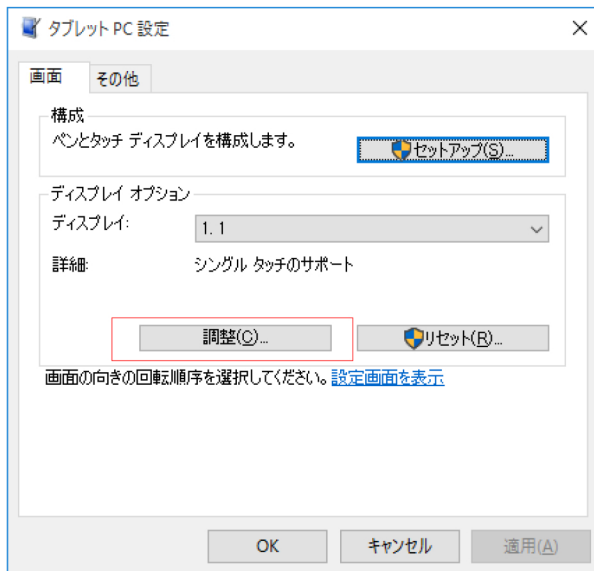 タブレット PC 設定
画面 その他
構成
ペンとタッチ ディスプレイを構成します。 セットアップ(S)...
ディスプレイ オプション
ディスプレイ: 1. 1
詳細: シングル タッチのサポート
調整(C)... リセット(R)...
画面の向きの回転順序を選択してください。設定画面を表示
OK キャンセル 適用(A)